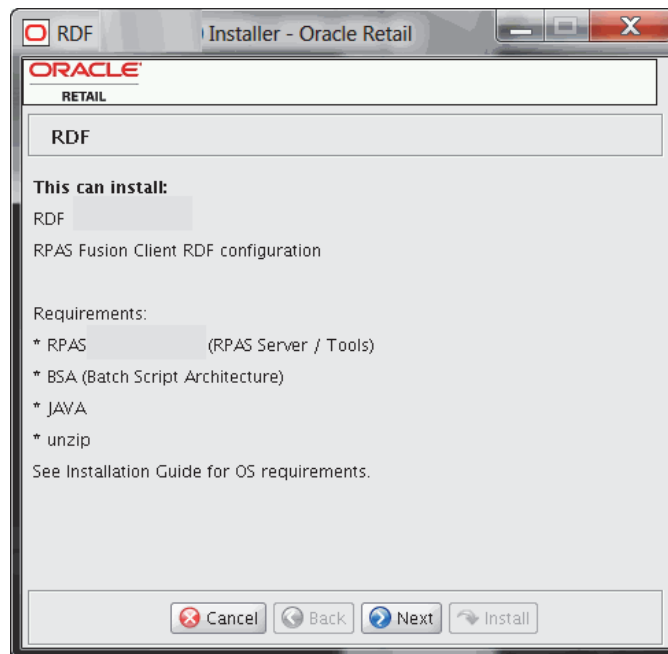 RDF Installer - Oracle Retail
ORACLE
RETAIL
RDF
This can install:
RDF
RPAS Fusion Client RDF configuration
Requirements:
* RPAS (RPAS Server / Tools)
* BSA (Batch Script Architecture)
* JAVA
* unzip
See Installation Guide for OS requirements.
Cancel Back Next Install